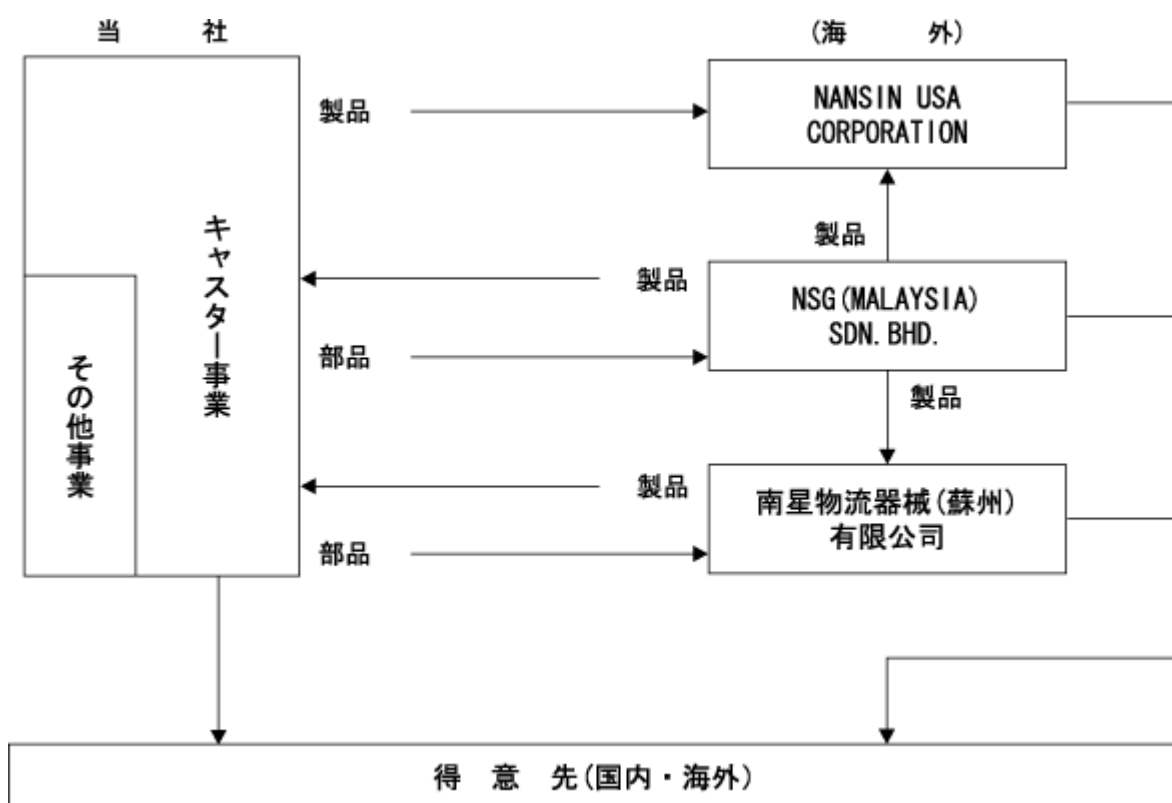 当 社
(海 外)
製品
NANSIN USA
CORPORATION
キャスター事業
製品
製品
NSG(MALAYSIA)
SDN.BHD.
部品
その他事業
製品
製品
南星物流器械(蘇州)
有限公司
部品
得 意 先(国内・海外)